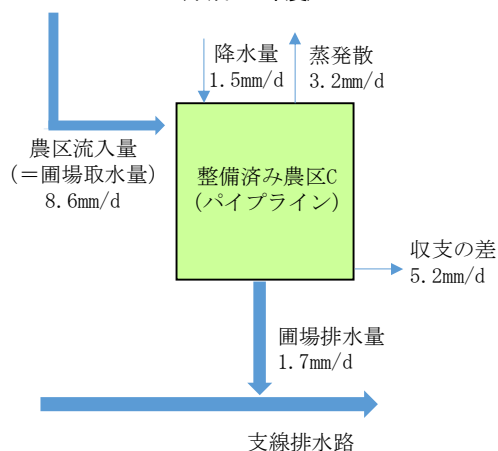 降水量
1.5mm/d
蒸発散
3.2mm/d
農区流入量
(＝圃場取水量)
8.6mm/d
整備済み農区C
(パイプライン)
収支の差
5.2mm/d
圃場排水量
1.7mm/d
支線排水路